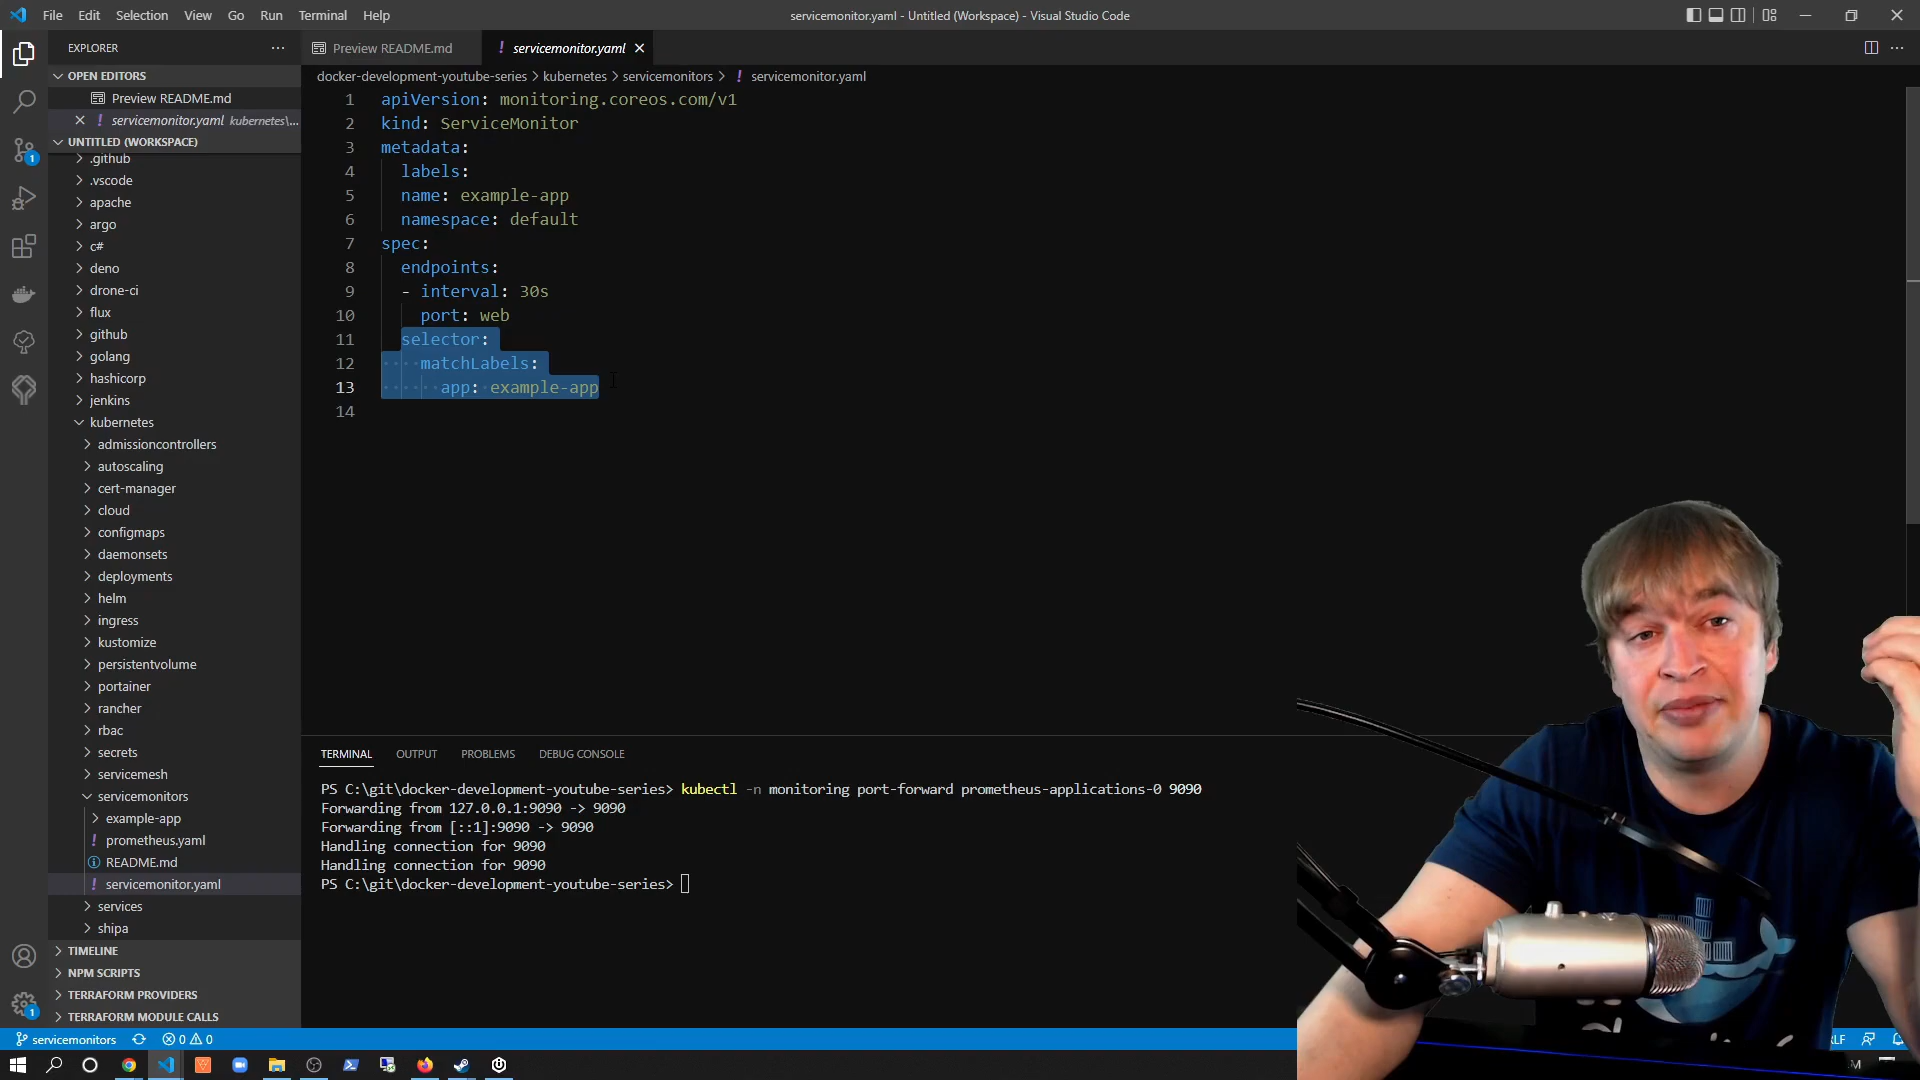 File Edit Selection View Go Run Terminal Help
servicemonitor.yaml - Untitled (Workspace) - Visual Studio Code
EXPLORER
OPEN EDITORS
Preview README.md
servicemonitor.yaml kubernetes\...
UNTITLED (WORKSPACE)
.github
.vscode
apache
argo
c#
deno
drone-ci
flux
github
golang
hashicorp
jenkins
kubernetes
admissioncontrollers
autoscaling
cert-manager
cloud
configmaps
daemonsets
deployments
helm
ingress
kustomize
persistentvolume
portainer
rancher
rbac
secrets
servicemesh
servicemonitors
example-app
prometheus.yaml
README.md
servicemonitor.yaml
services
shipa
TIMELINE
NPM SCRIPTS
TERRAFORM PROVIDERS
TERRAFORM MODULE CALLS
Preview README.md
! servicemonitor.yaml
docker-development-youtube-series > kubernetes > servicemonitors > ! servicemonitor.yaml
1 apiVersion: monitoring.coreos.com/v1
2 kind: ServiceMonitor
3 metadata:
4 labels:
5 name: example-app
6 namespace: default
7 spec:
8 endpoints:
9 - interval: 30s
10 port: web
11 selector:
12 matchLabels:
13 app: example-app
14
TERMINAL OUTPUT PROBLEMS DEBUG CONSOLE
PS C:\git\docker-development-youtube-series> kubectl -n monitoring port-forward prometheus-applications-0 9090
Forwarding from 127.0.0.1:9090 -> 9090
Forwarding from [::1]:9090 -> 9090
Handling connection for 9090
Handling connection for 9090
PS C:\git\docker-development-youtube-series>
servicemonitors 0 0